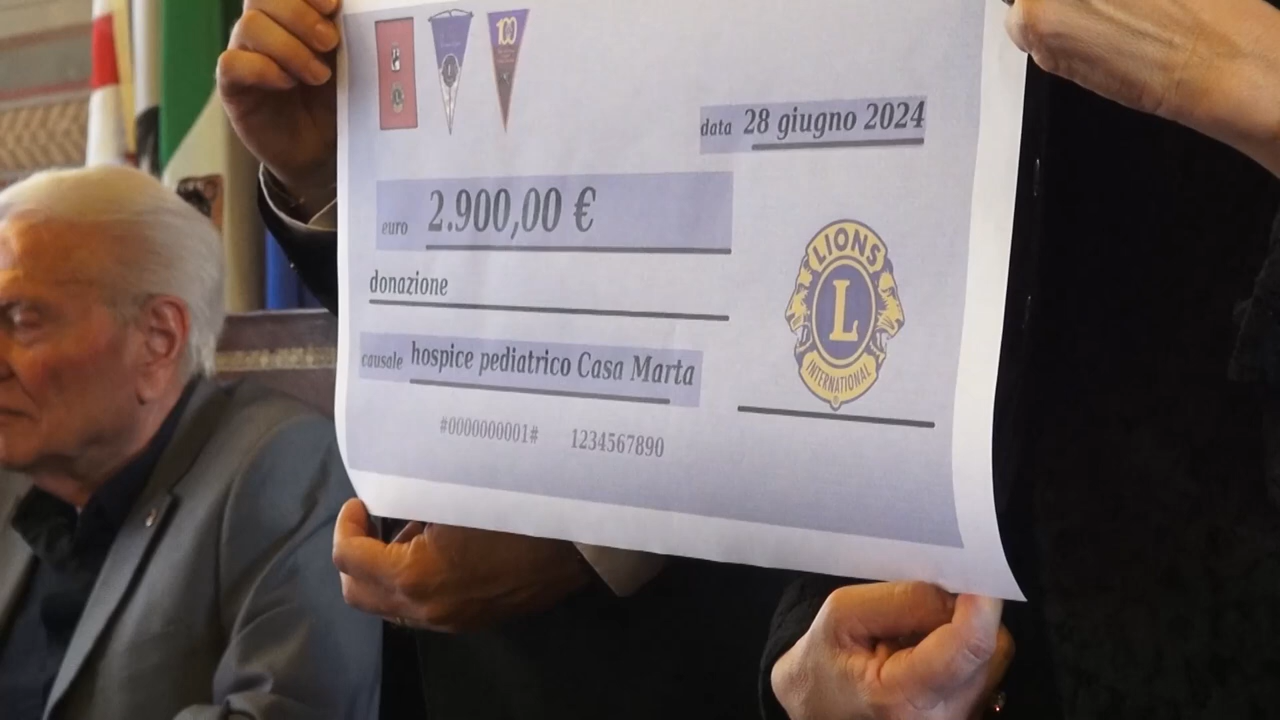 100
data 28 giugno 2024
euro 2.900,00 €
donazione
causale hospice pediatrico Casa Marta
#0000000001# 1234567890
LIONS
L
INTERNATIONAL
®